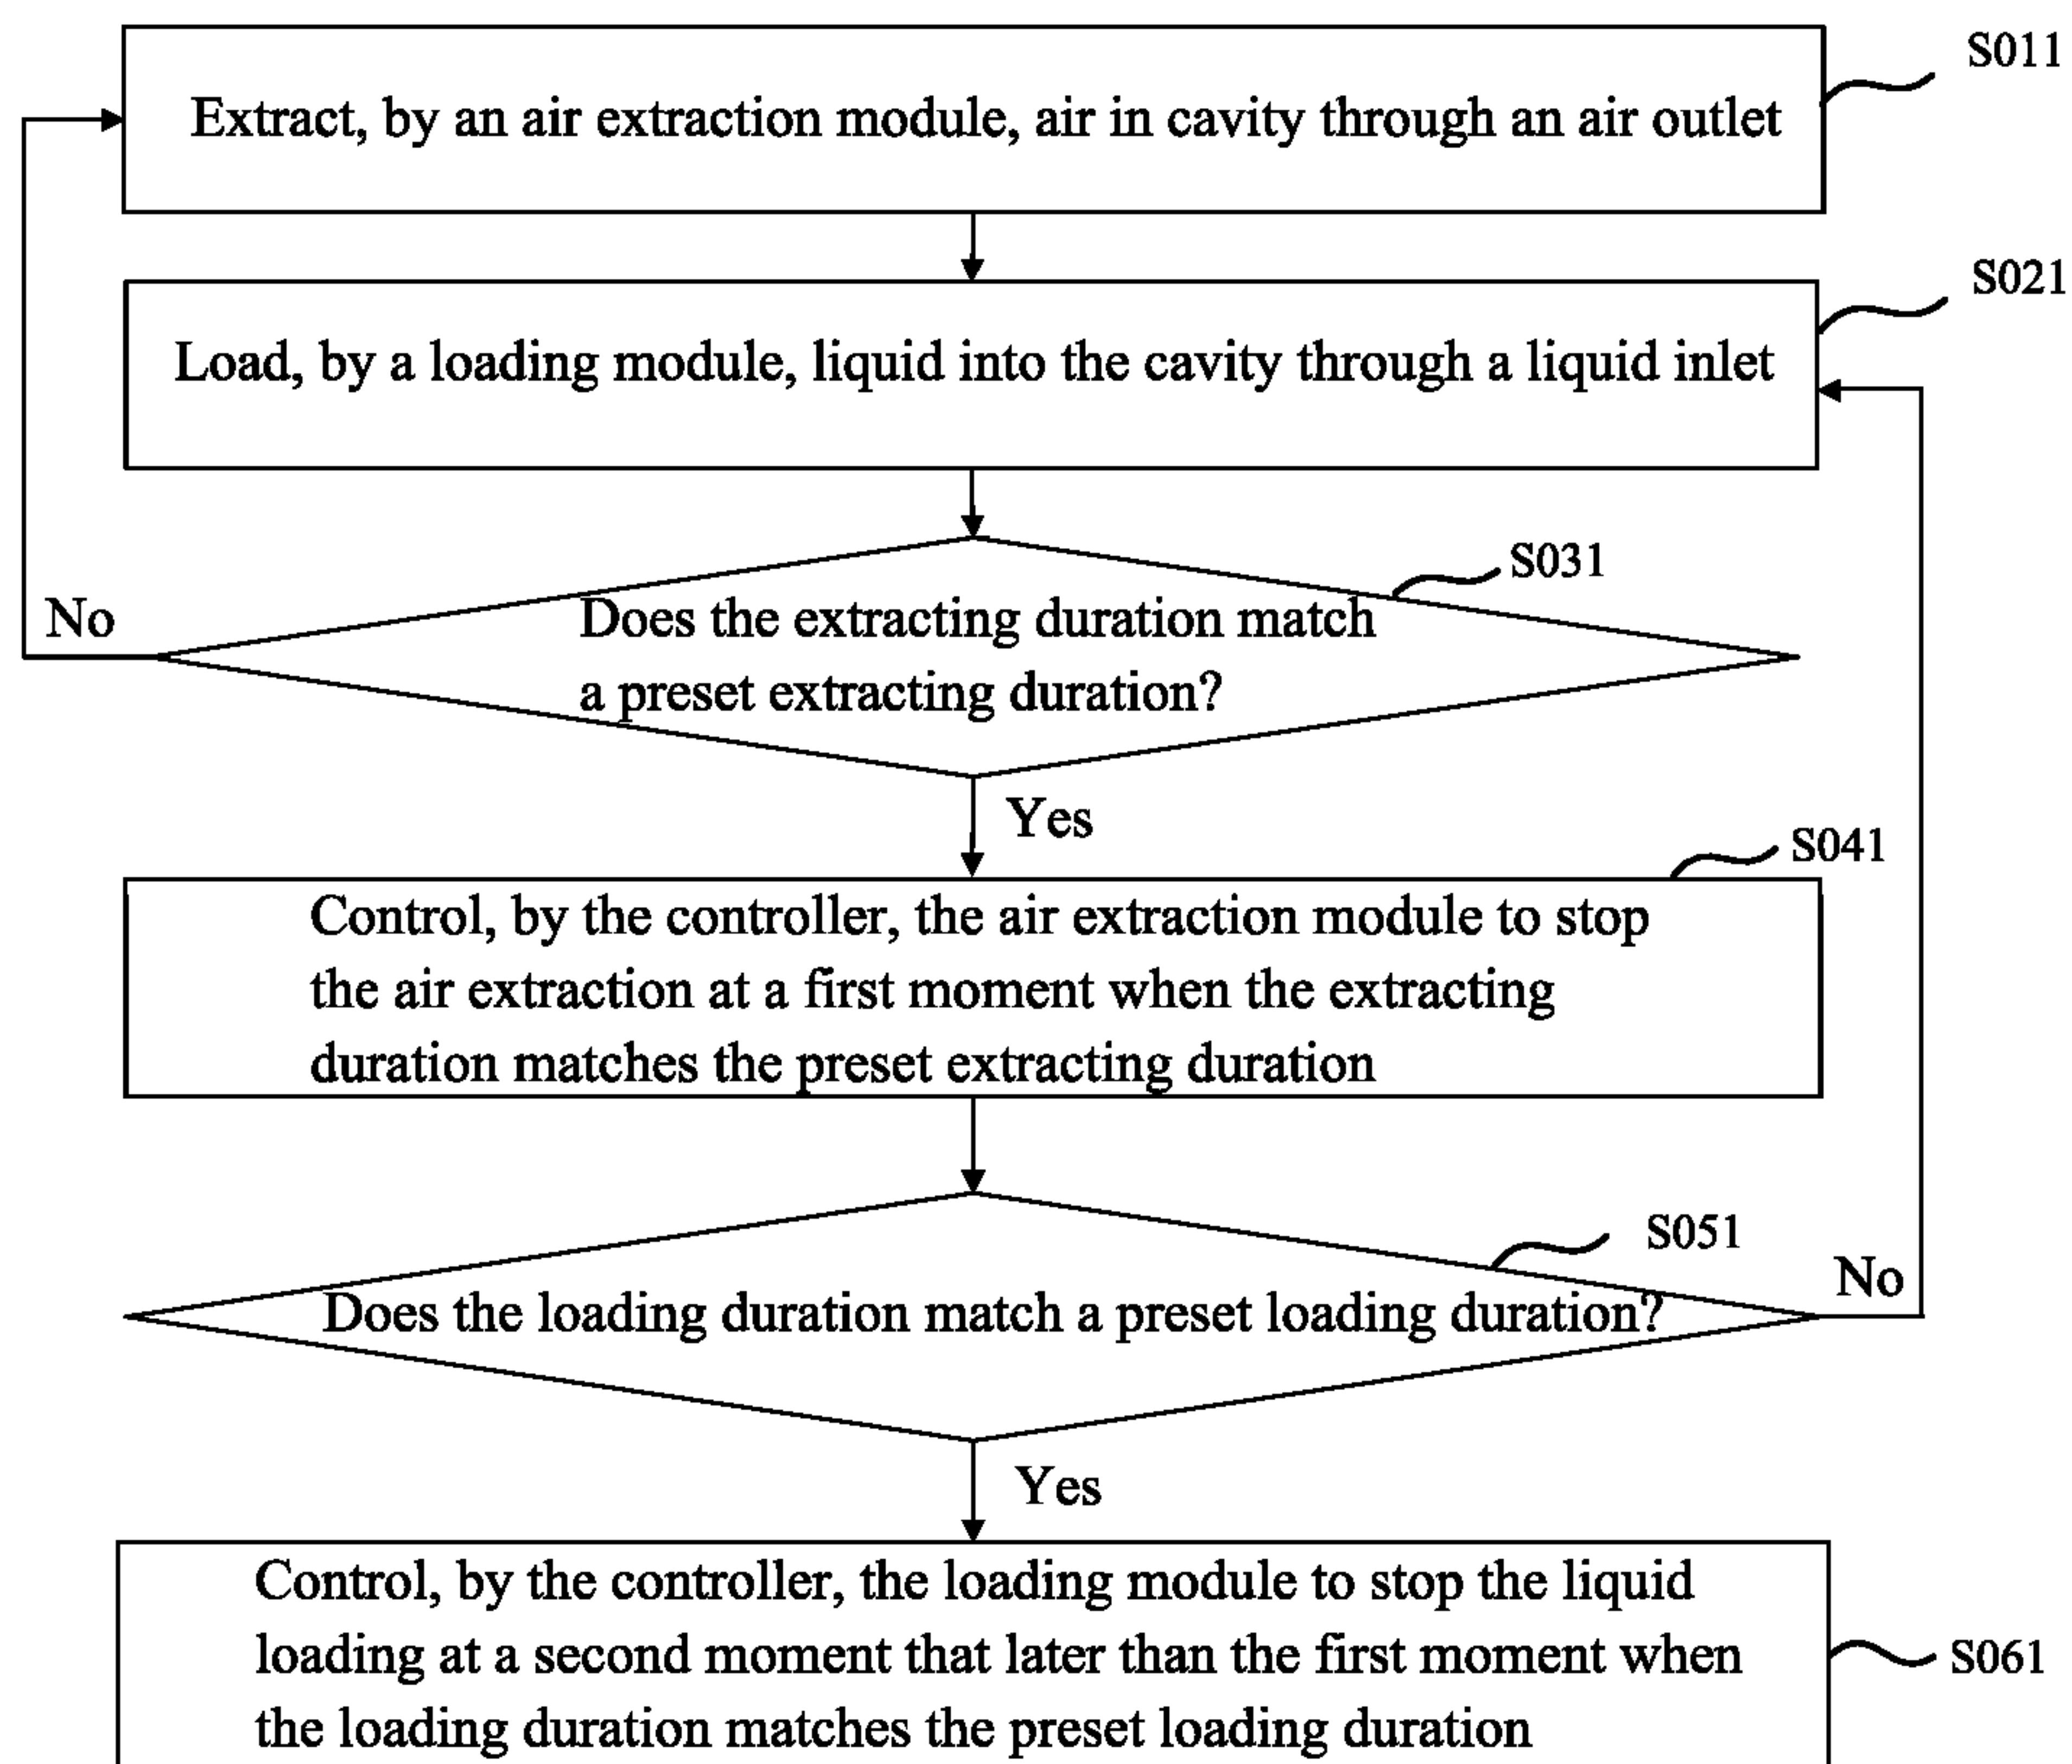 S011
Extract, by an air extraction module, air in cavity through an air outlet
S021
Load, by a loading module, liquid into the cavity through a liquid inlet
S031
Does the extracting duration match
a preset extracting duration?
No
Yes
S041
Control, by the controller, the air extraction module to stop
the air extraction at a first moment when the extracting
duration matches the preset extracting duration
S051
Does the loading duration match a preset loading duration?
No
Yes
Control, by the controller, the loading module to stop the liquid
loading at a second moment that later than the first moment when
the loading duration matches the preset loading duration
S061